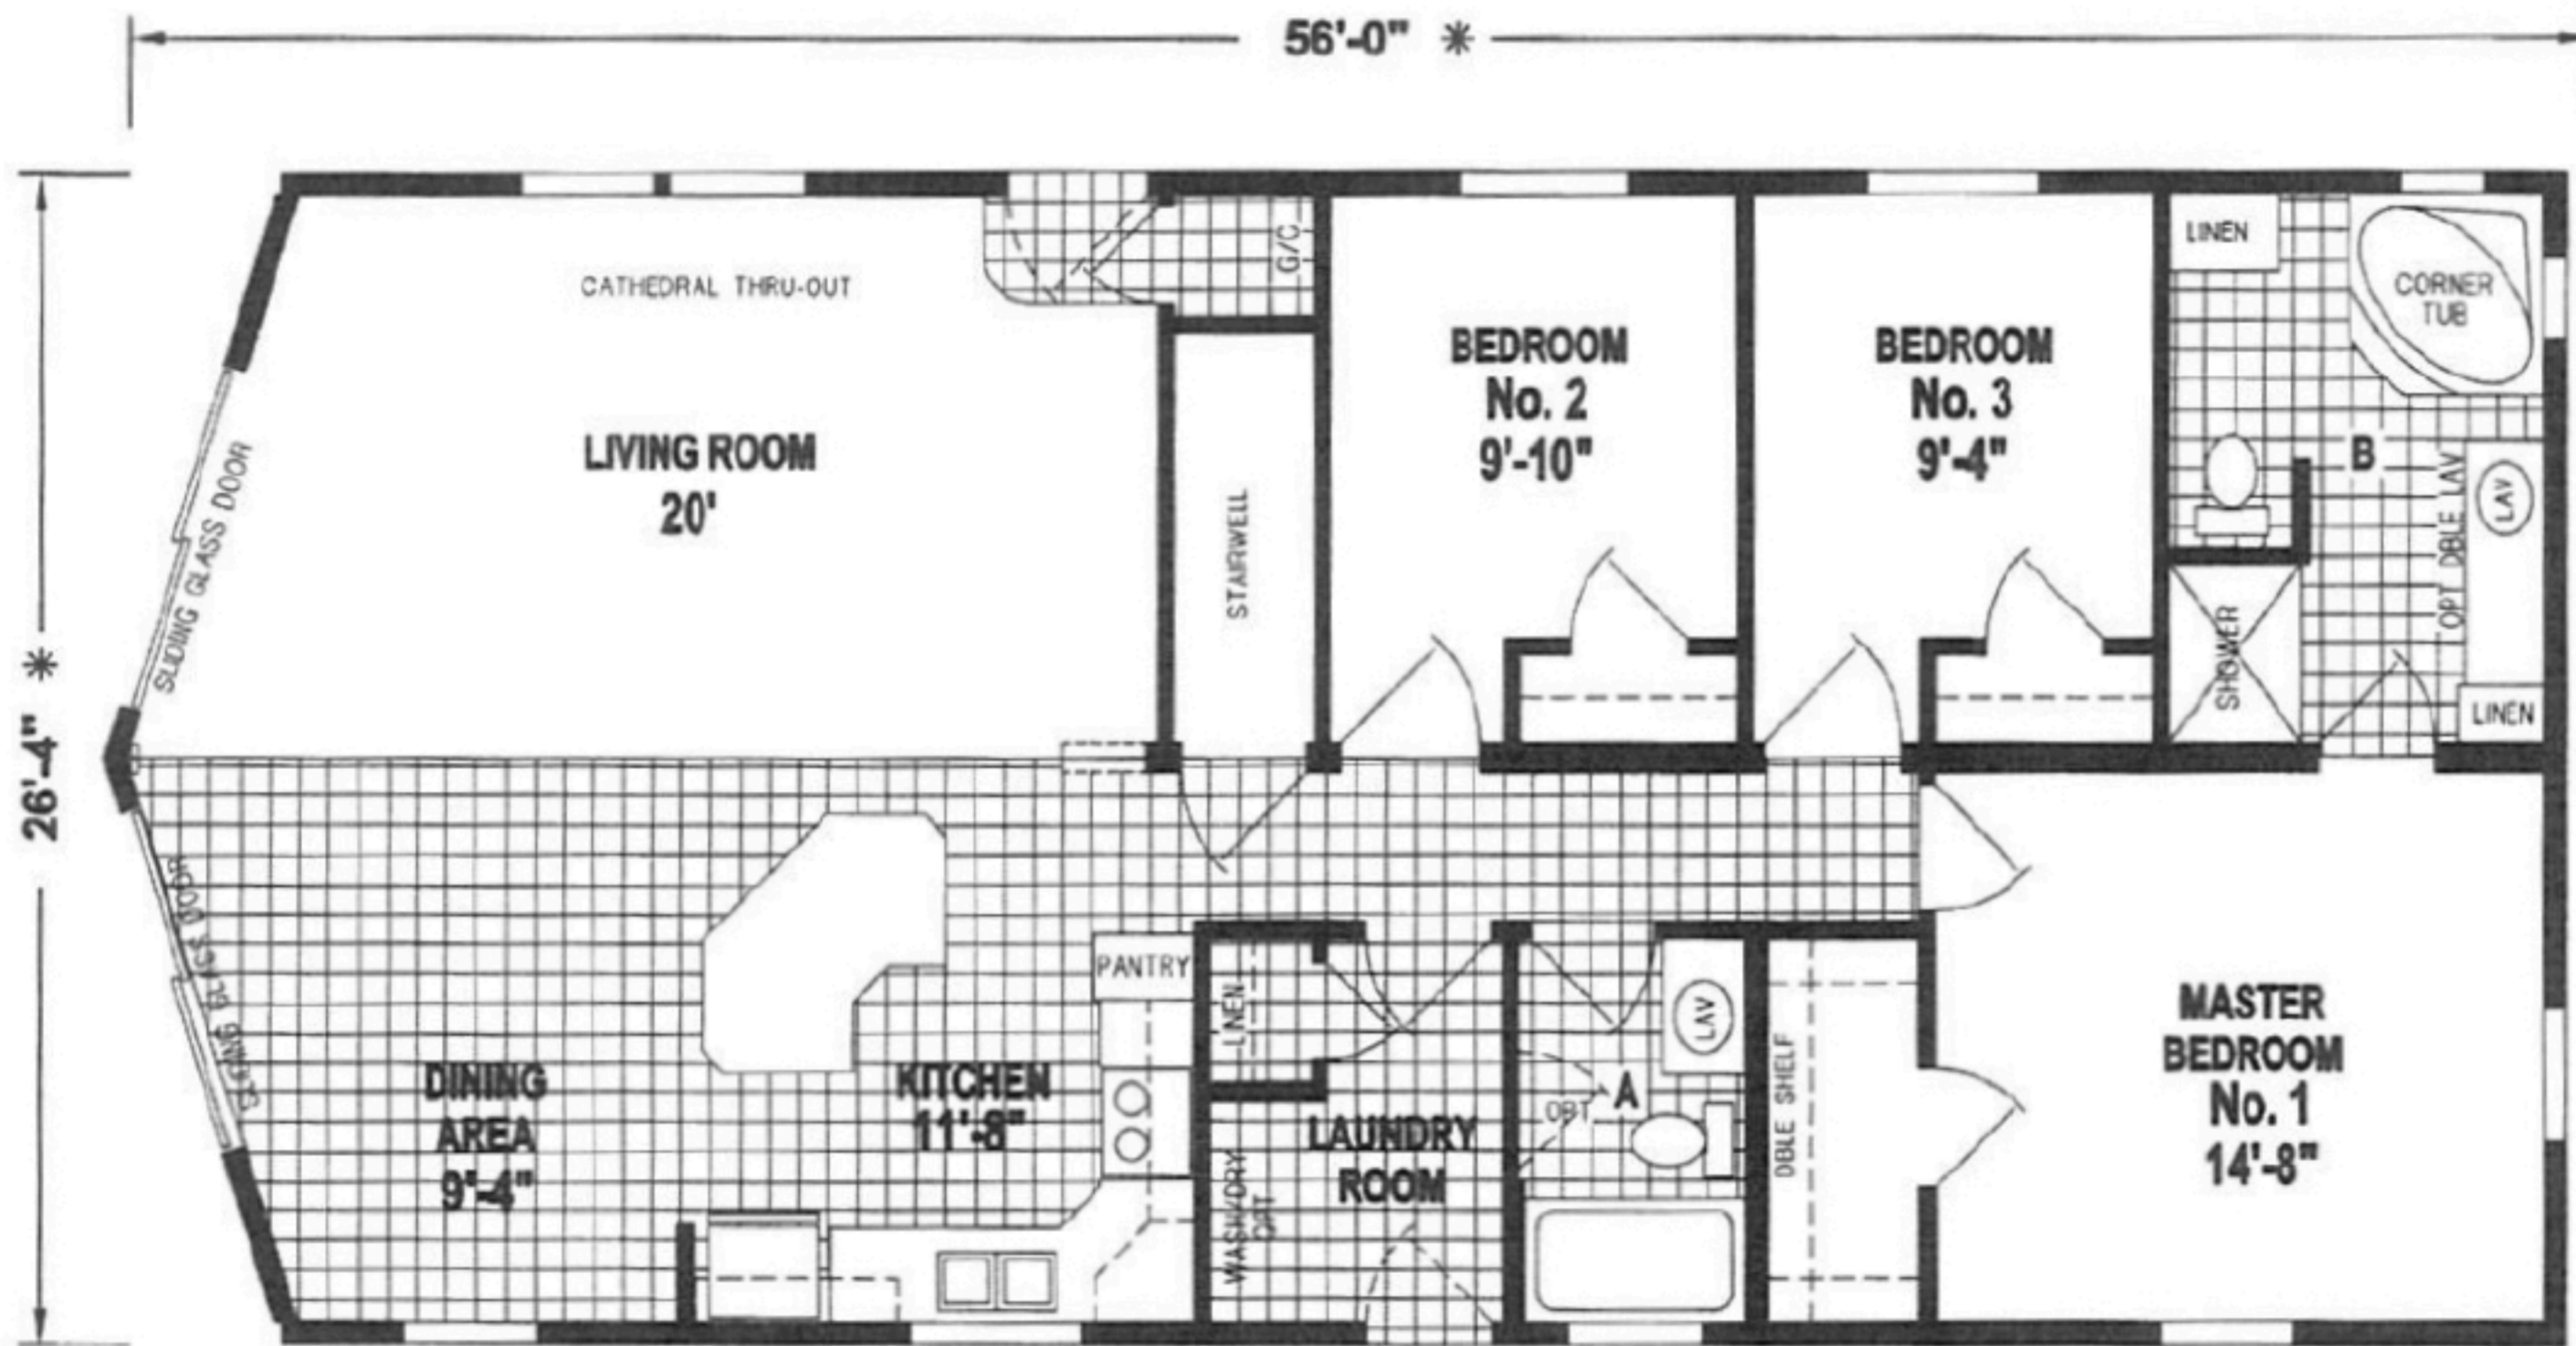 56'-0" *
26'-4" *
CATHEDRAL THRU-OUT
G/C
LINEN
CORNER
TUB
LIVING ROOM
20'
SLIDING GLASS DOOR
STAIRWELL
BEDROOM
No. 2
9'-10"
BEDROOM
No. 3
9'-4"
B
LAV
OPT DBLE LAV
SHOWER
LINEN
SLIDING GLASS DOOR
DINING
AREA
9'-4"
KITCHEN
11'-8"
PANTRY
LINEN
LAUNDRY
ROOM
WASH/DRY
OPT
LAV
OPT
A
DBLE SHELF
MASTER
BEDROOM
No. 1
14'-8"